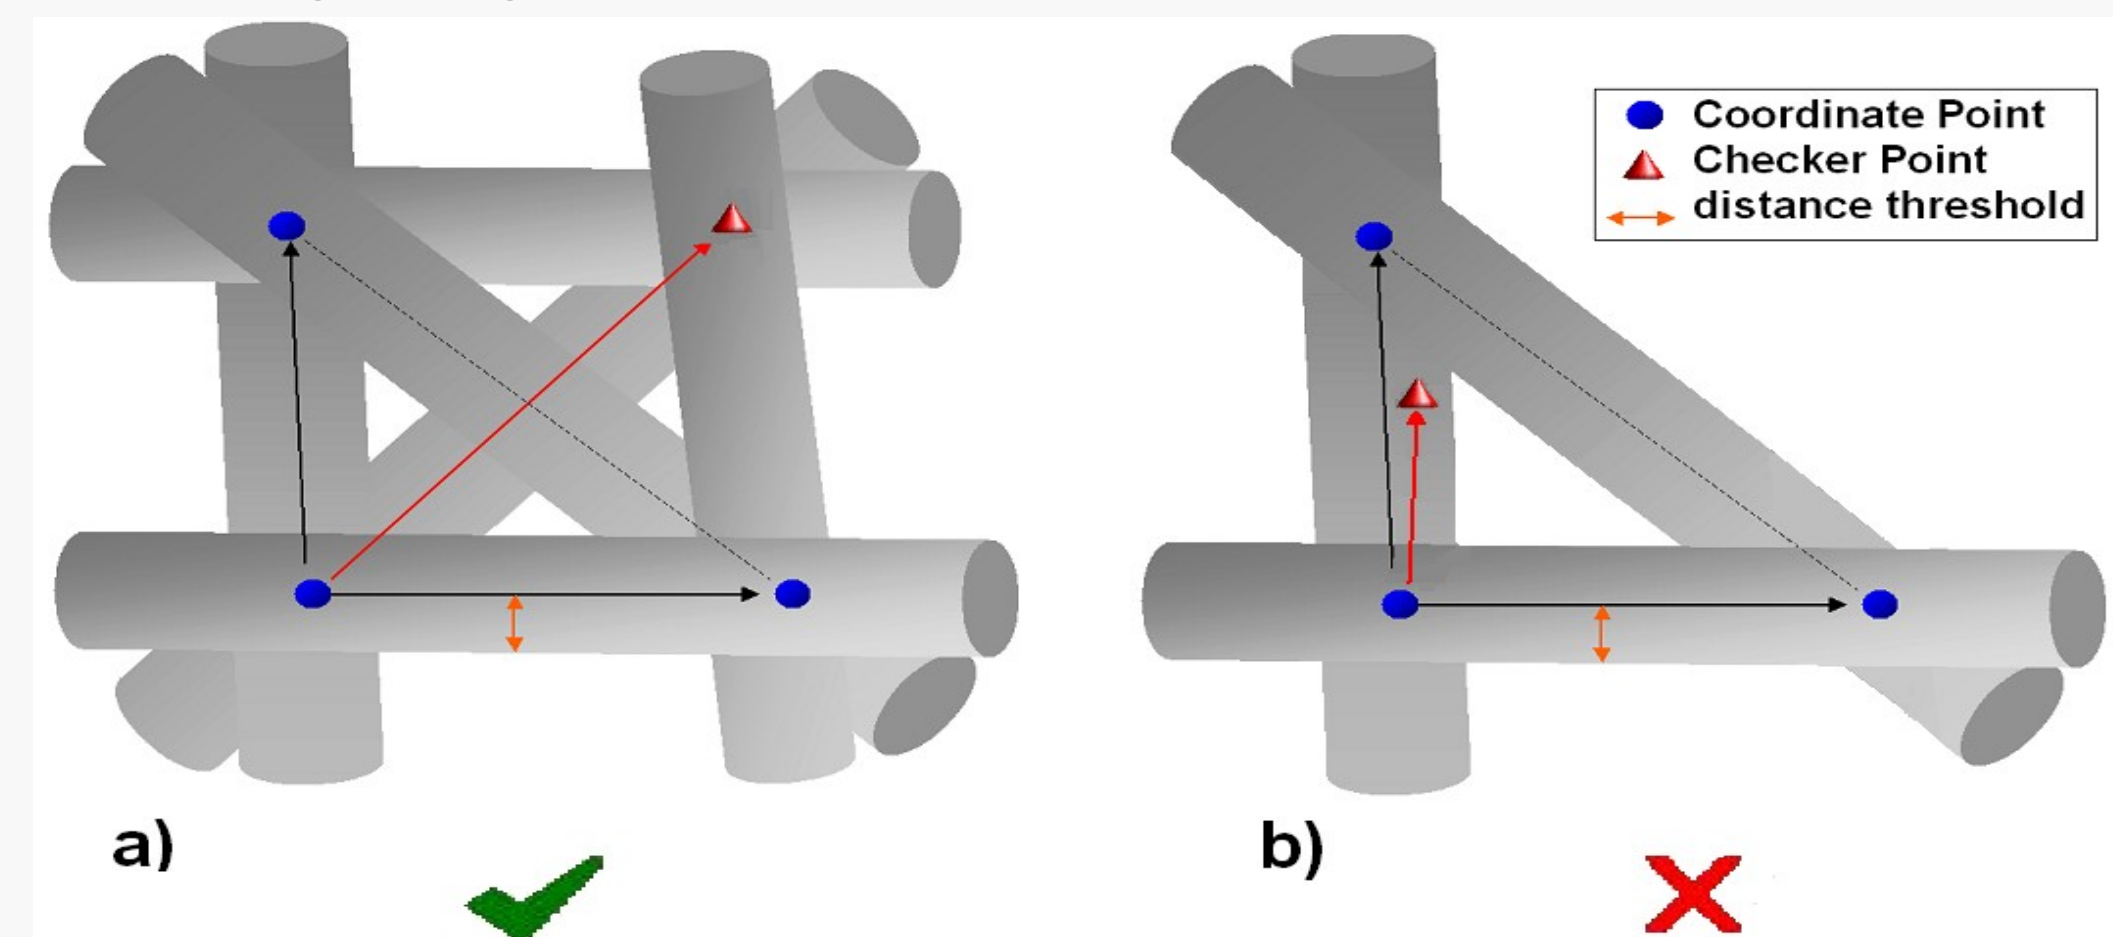 Coordinate Point
Checker Point
distance threshold
a)
b)